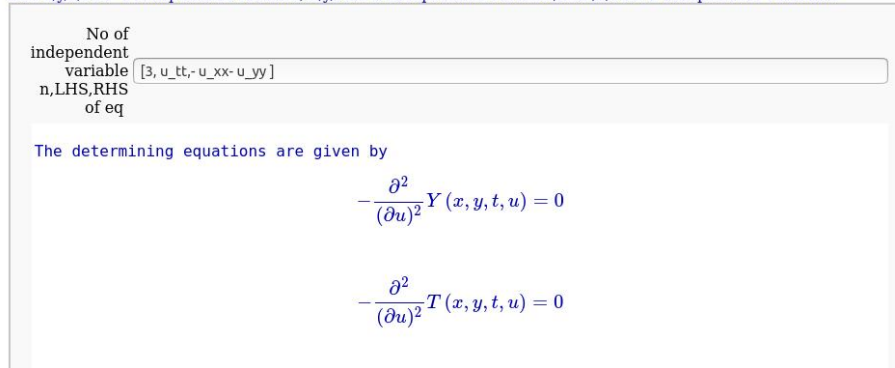 No of
independent
variable
n,LHS,RHS
of eq
[3, u_tt,- u_xx- u_yy ]
The determining equations are given by
−∂²/(∂u)² Y (x, y, t, u) = 0
−∂²/(∂u)² T (x, y, t, u) = 0